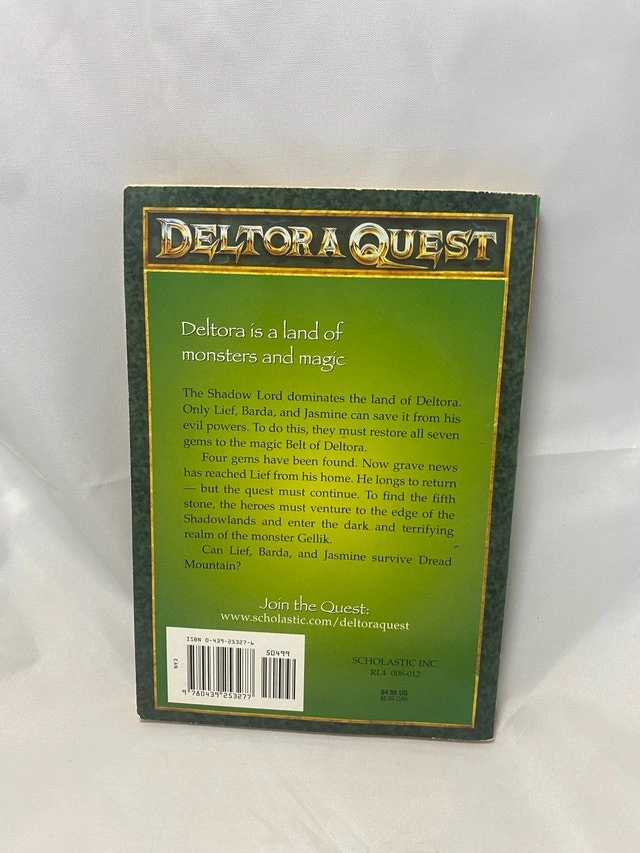 DELTORA QUEST
Deltora is a land of
monsters and magic
The Shadow Lord dominates the land of Deltora.
Only Lief, Barda, and Jasmine can save it from his
evil powers. To do this, they must restore all seven
gems to the magic Belt of Deltora.
Four gems have been found. Now grave news
has reached Lief from his home. He longs to return
— but the quest must continue. To find the fifth
stone, the heroes must venture to the edge of the
Shadowlands and enter the dark and terrifying
realm of the monster Gellik.
Can Lief, Barda, and Jasmine survive Dread
Mountain?
Join the Quest:
www.scholastic.com/deltoraquest
ISBN 0-439-25327-6
50499
EAN
9 780439 253277
SCHOLASTIC INC.
RL4 008-012
$4.99 US
$6.99 CAN